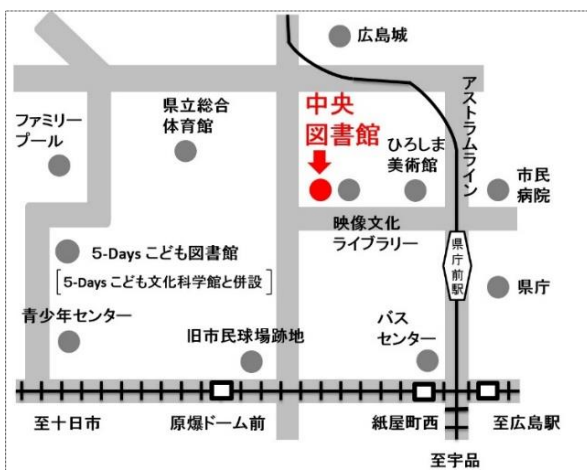 広島城
アストラムライン
中央
図書館
県立総合
体育館
ファミリー
プール
ひろしま
美術館
市民
病院
映像文化
ライブラリー
5-Days こども図書館
[5-Days こども文化科学館と併設]
県庁前駅
県庁
青少年センター
旧市民球場跡地
バス
センター
至十日市
原爆ドーム前
紙屋町西
至広島駅
至宇品